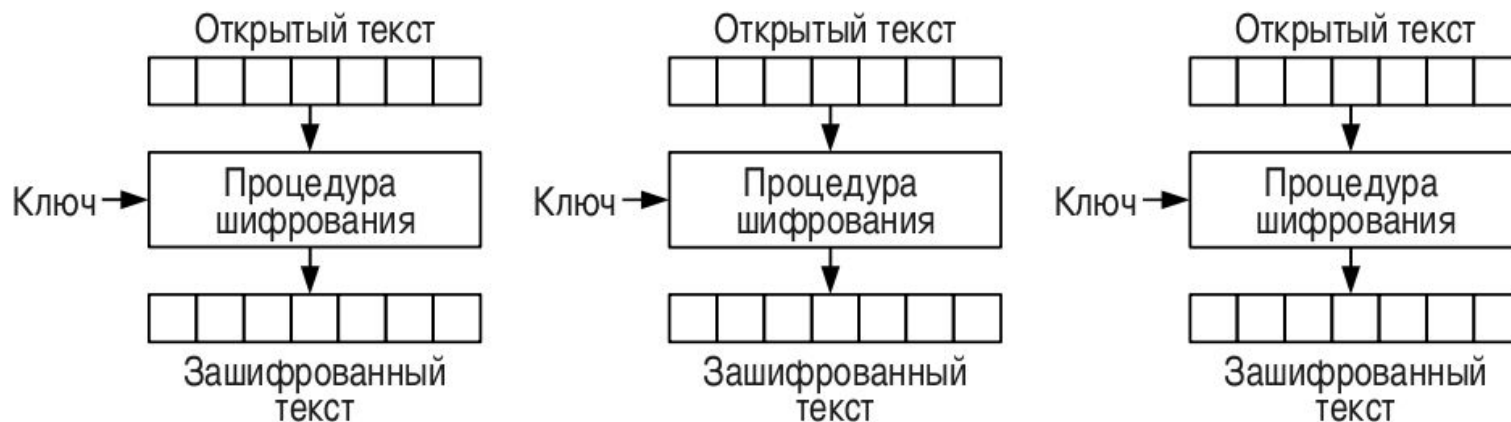 Открытый текст
Открытый текст
Открытый текст
Ключ
Процедура
шифрования
Ключ
Процедура
шифрования
Ключ
Процедура
шифрования
Зашифрованный
текст
Зашифрованный
текст
Зашифрованный
текст